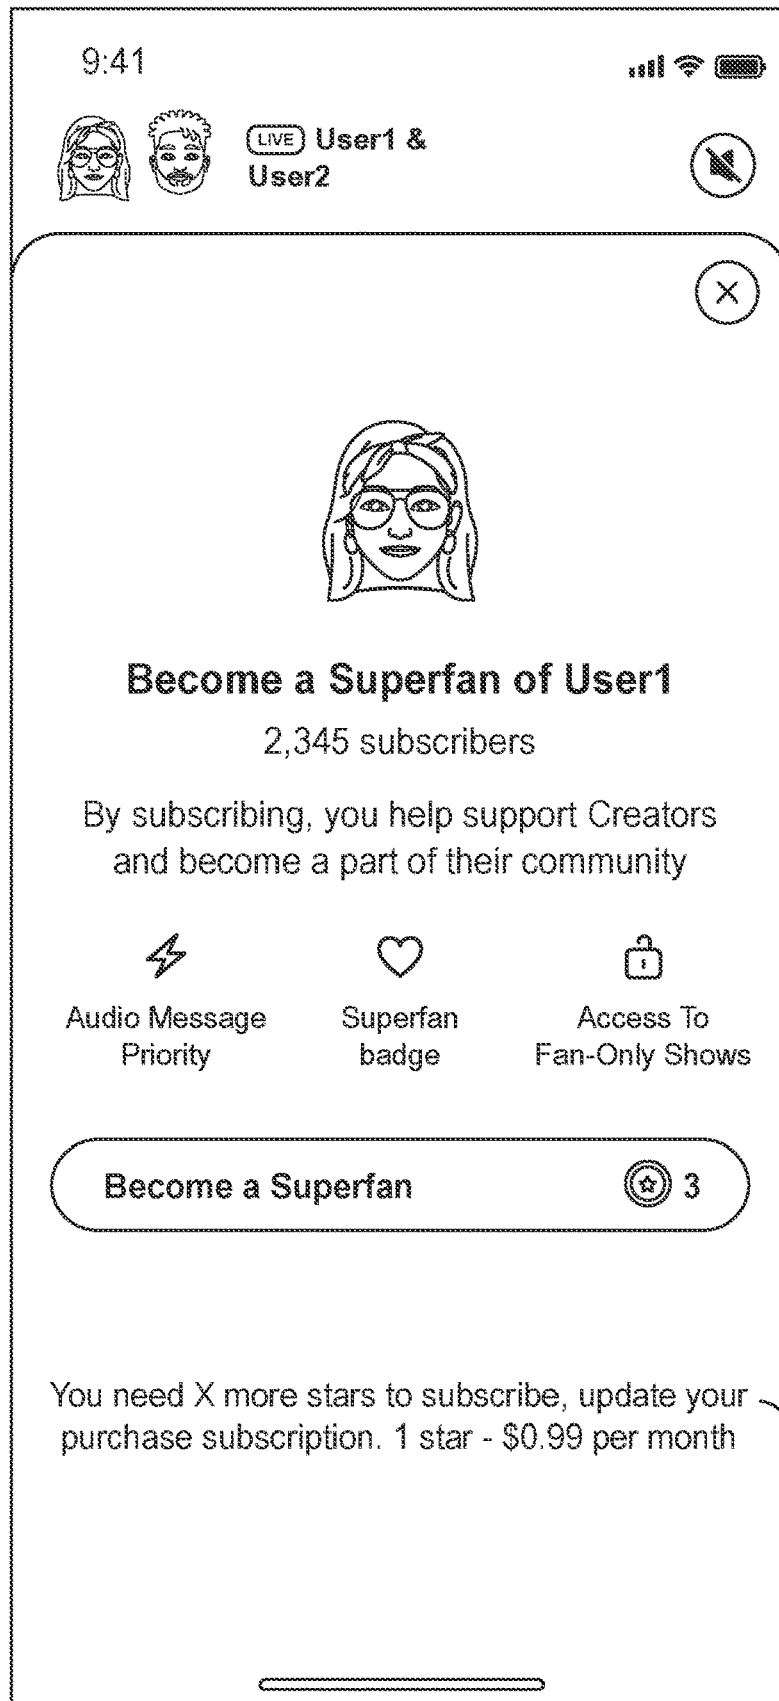 9:41
LIVE User1 &
User2
Become a Superfan of User1
2,345 subscribers
By subscribing, you help support Creators
and become a part of their community
Audio Message
Priority
Superfan
badge
Access To
Fan-Only Shows
Become a Superfan 3
You need X more stars to subscribe, update your
purchase subscription. 1 star - $0.99 per month